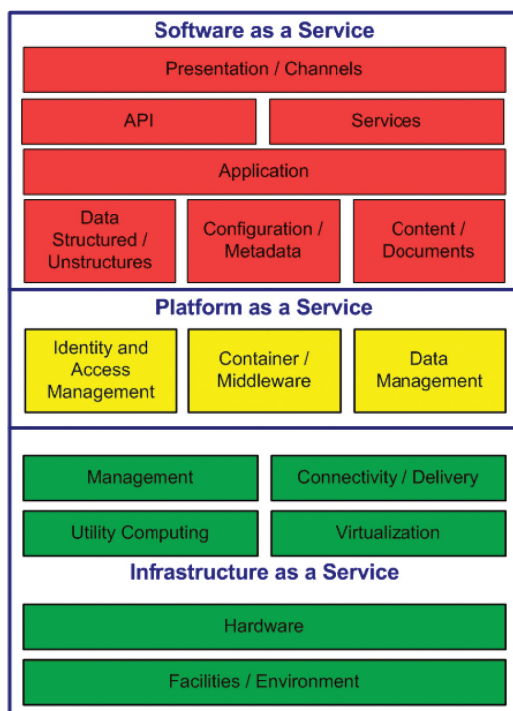 Software as a Service
Presentation / Channels
API
Services
Application
Data
Structured /
Unstructures
Configuration /
Metadata
Content /
Documents
Platform as a Service
Identity and
Access
Management
Container /
Middleware
Data
Management
Management
Connectivity / Delivery
Utility Computing
Virtualization
Infrastructure as a Service
Hardware
Facilities / Environment